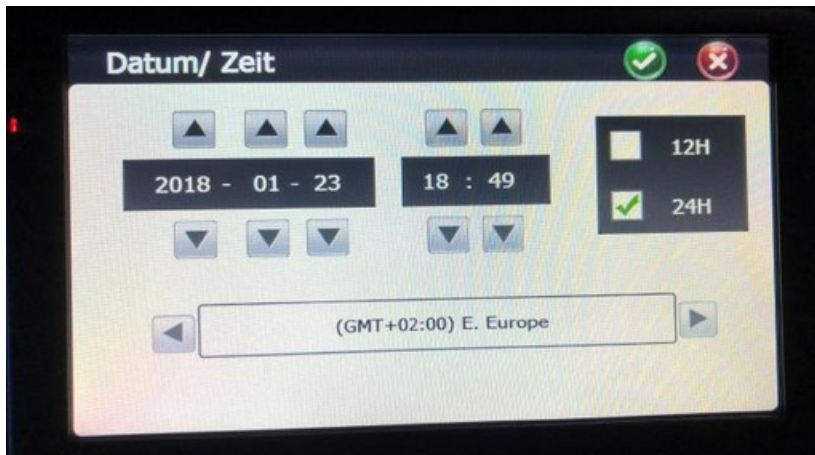 Datum/ Zeit
2018 - 01 - 23
18 : 49
12H
24H
(GMT+02:00) E. Europe